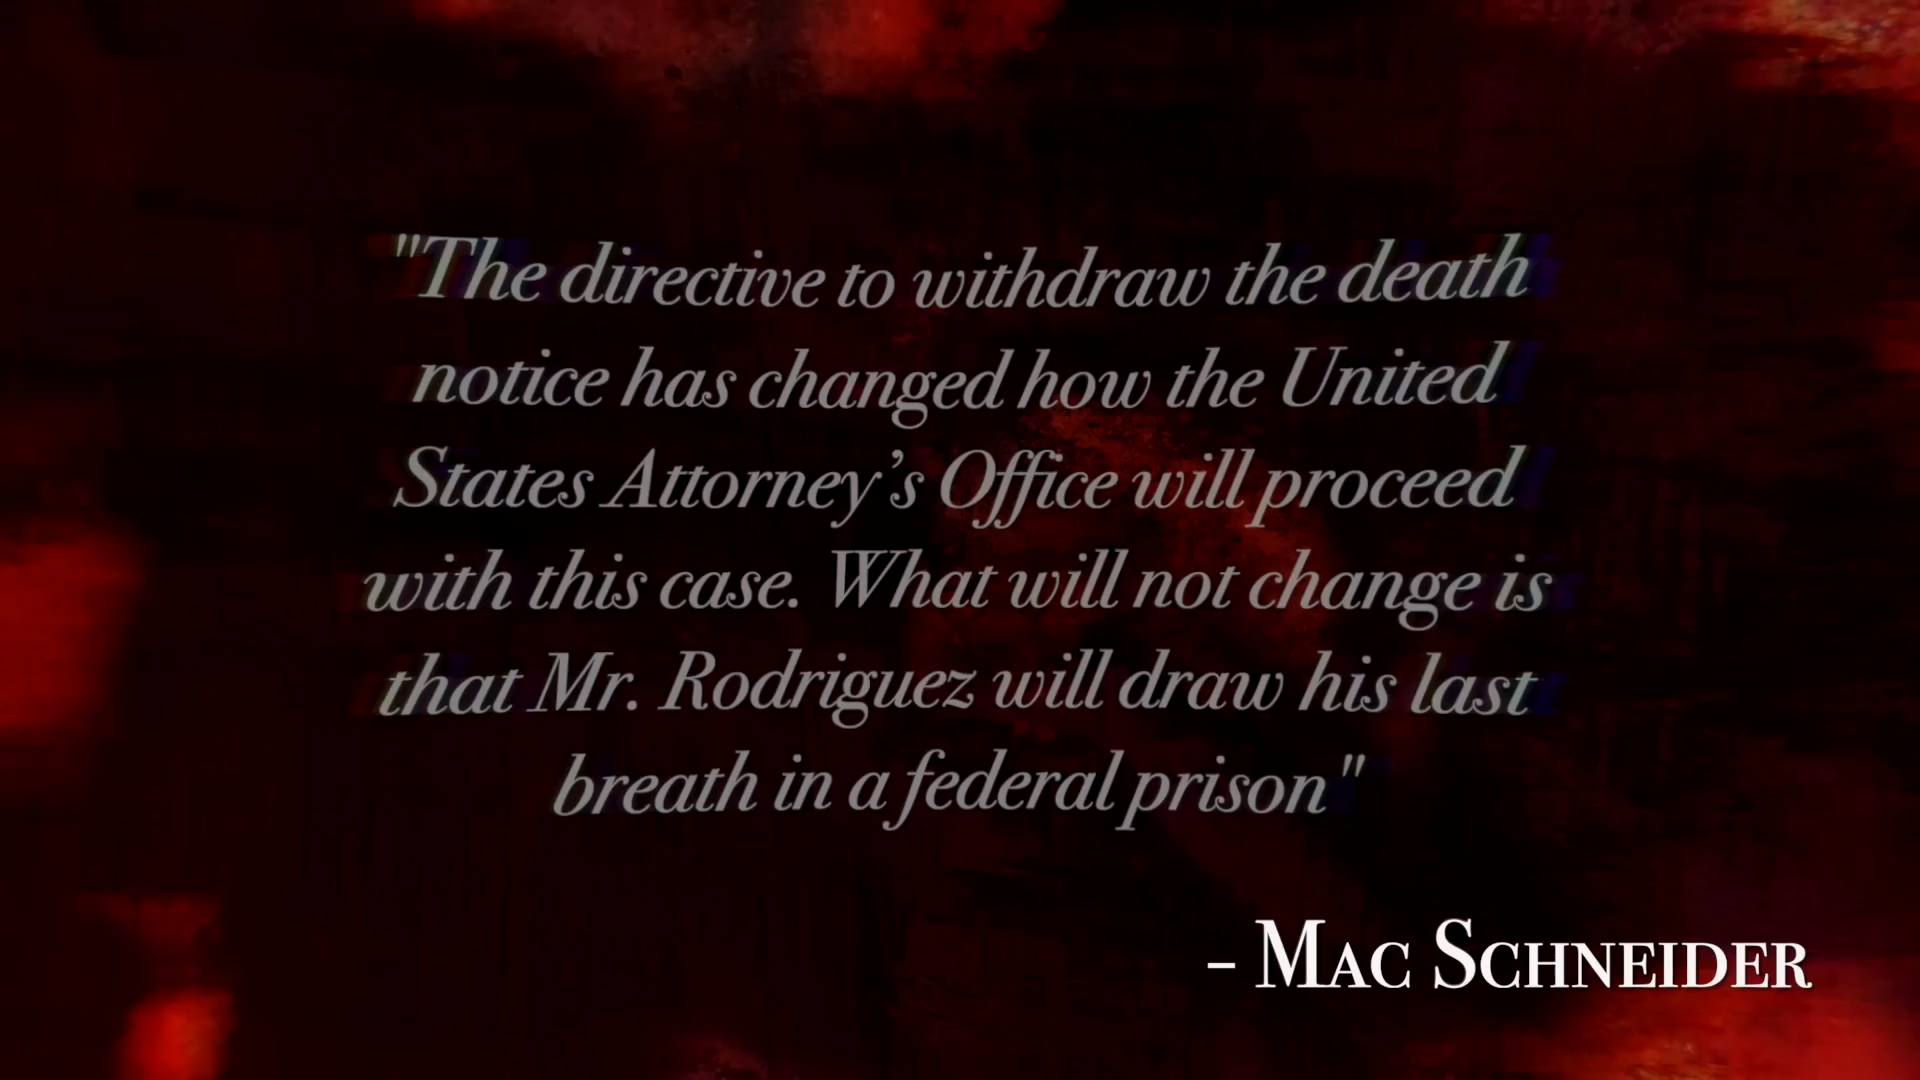 "The directive to withdraw the death
notice has changed how the United
States Attorney’s Office will proceed
with this case. What will not change is
that Mr. Rodriguez will draw his last
breath in a federal prison"
– Mac Schneider